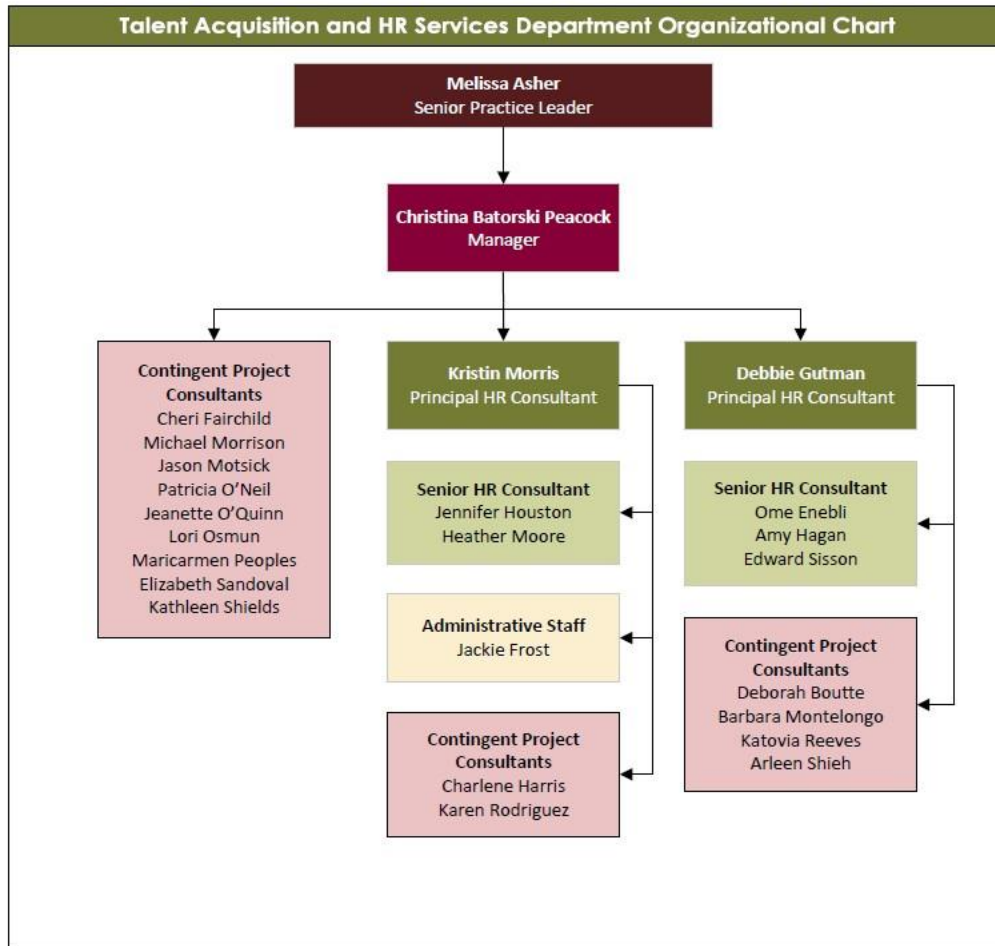 Talent Acquisition and HR Services Department Organizational Chart
Melissa Asher
Senior Practice Leader
Christina Batorski Peacock
Manager
Contingent Project
Consultants
Cheri Fairchild
Michael Morrison
Jason Motsick
Patricia O’Neil
Jeanette O’Quinn
Lori Osmun
Maricarmen Peoples
Elizabeth Sandoval
Kathleen Shields
Kristin Morris
Principal HR Consultant
Senior HR Consultant
Jennifer Houston
Heather Moore
Administrative Staff
Jackie Frost
Contingent Project
Consultants
Charlene Harris
Karen Rodriguez
Debbie Gutman
Principal HR Consultant
Senior HR Consultant
Ome Enebli
Amy Hagan
Edward Sisson
Contingent Project
Consultants
Deborah Boutte
Barbara Montelongo
Katovia Reeves
Arleen Shieh